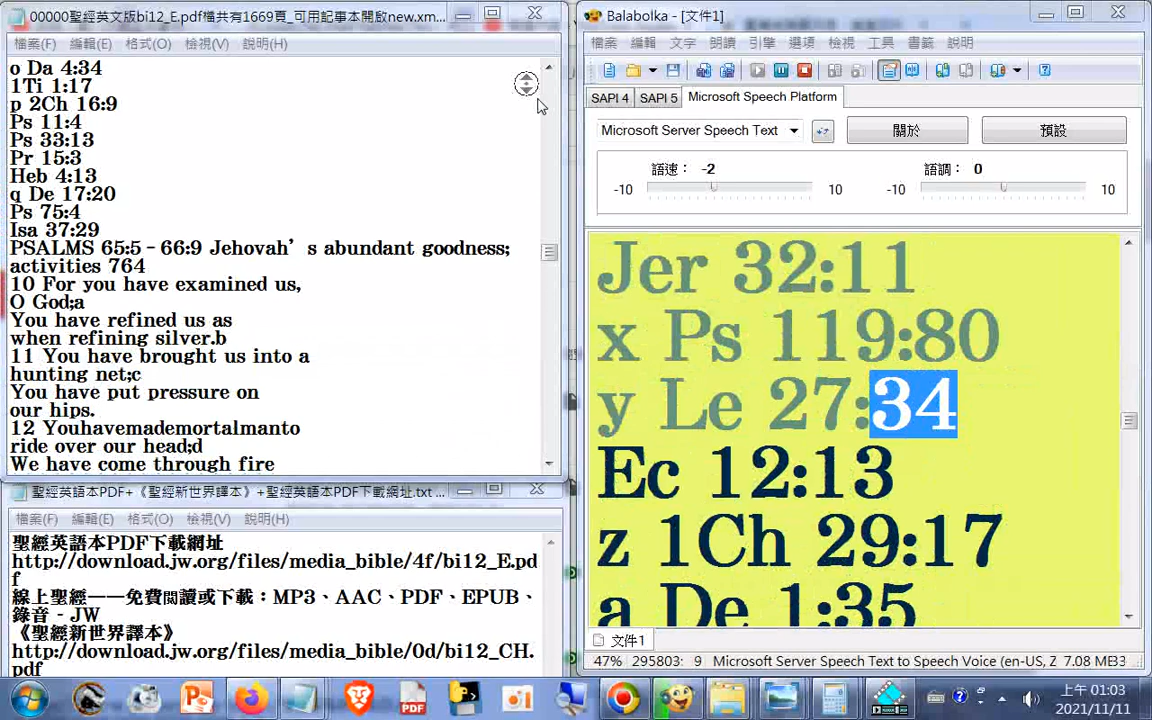 00000聖經英文版bi12_E.pdf檔共有1669頁_可用記事本開啟new.xm...
檔案(F) 編輯(E) 格式(O) 檢視(V) 說明(H)
o Da 4:34
1Ti 1:17
p 2Ch 16:9
Ps 11:4
Ps 33:13
Pr 15:3
Heb 4:13
q De 17:20
Ps 75:4
Isa 37:29
PSALMS 65:5–66:9 Jehovah’s abundant goodness;
activities 764
10 For you have examined us,
O God;a
You have refined us as
when refining silver.b
11 You have brought us into a
hunting net;c
You have put pressure on
our hips.
12 Youhavemademortalmanto
ride over our head;d
We have come through fire
聖經英語本PDF+《聖經新世界譯本》+聖經英語本PDF下載網址.txt ...
檔案(F) 編輯(E) 格式(O) 檢視(V) 說明(H)
聖經英語本PDF下載網址
http://download.jw.org/files/media_bible/4f/bi12_E.pd
f
線上聖經——免費閱讀或下載：MP3、AAC、PDF、EPUB、
錄音 - JW
《聖經新世界譯本》
http://download.jw.org/files/media_bible/0d/bi12_CH.
pdf
Balabolka - [文件1]
檔案 編輯 文字 朗讀 引擎 選項 檢視 工具 書籤 說明
SAPI 4 SAPI 5 Microsoft Speech Platform
Microsoft Server Speech Text 關於 預設
語速： -2 語調： 0
-10 10 -10 10
Jer 32:11
x Ps 119:80
y Le 27:34
Ec 12:13
z 1Ch 29:17
a De 1:35
文件1
47% 295803: 9 Microsoft Server Speech Text to Speech Voice (en-US, Z 7.08 MB
PDF
上午 01:03
2021/11/11